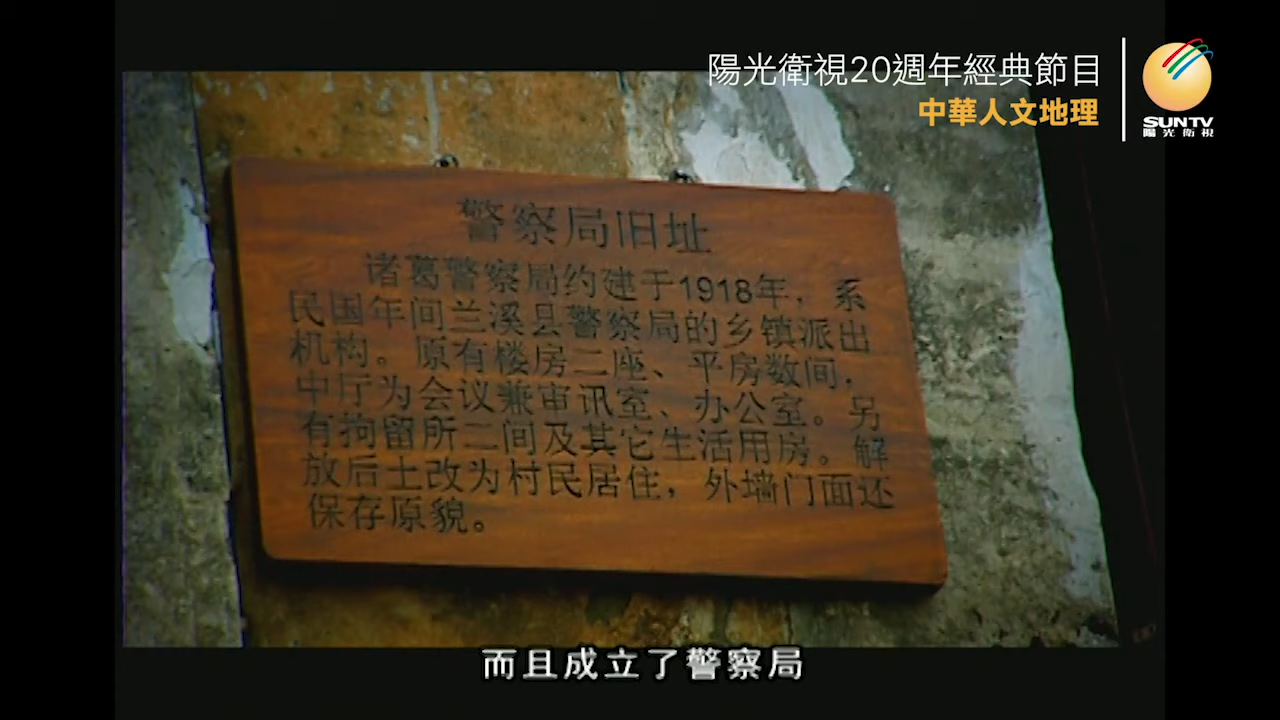 陽光衛視20週年經典節目
中華人文地理
SUNTV
陽光衛視
警察局旧址
诸葛警察局约建于1918年，系
民国年间兰溪县警察局的乡镇派出
机构。原有楼房二座、平房数间，
中厅为会议兼审讯室、办公室。另
有拘留所二间及其它生活用房。解
放后土改为村民居住，外墙门面还
保存原貌。
而且成立了警察局